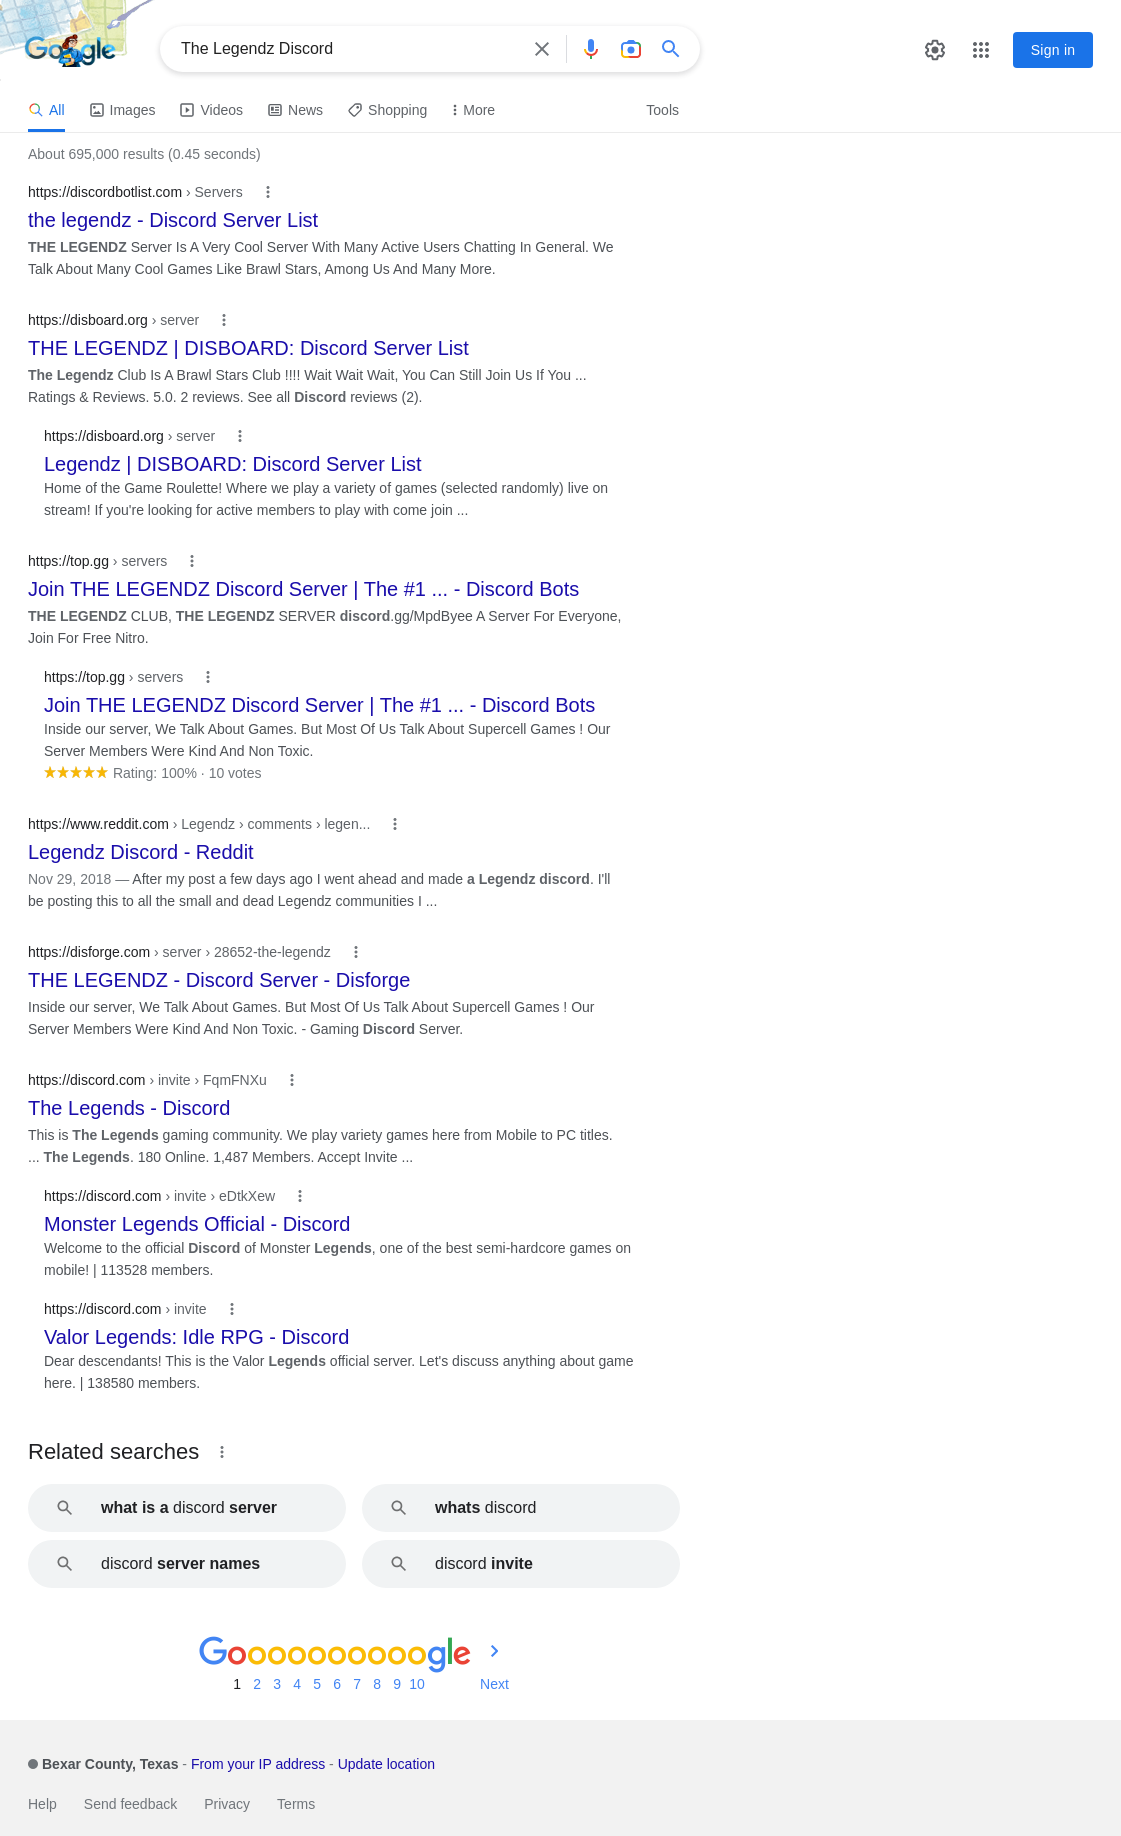 Google
The Legendz Discord
Sign in
All
Images
Videos
News
Shopping
More
Tools
About 695,000 results (0.45 seconds)
https://discordbotlist.com › Servers
the legendz - Discord Server List
THE LEGENDZ Server Is A Very Cool Server With Many Active Users Chatting In General. We
Talk About Many Cool Games Like Brawl Stars, Among Us And Many More.
https://disboard.org › server
THE LEGENDZ | DISBOARD: Discord Server List
The Legendz Club Is A Brawl Stars Club !!!! Wait Wait Wait, You Can Still Join Us If You ...
Ratings & Reviews. 5.0. 2 reviews. See all Discord reviews (2).
https://disboard.org › server
Legendz | DISBOARD: Discord Server List
Home of the Game Roulette! Where we play a variety of games (selected randomly) live on
stream! If you're looking for active members to play with come join ...
https://top.gg › servers
Join THE LEGENDZ Discord Server | The #1 ... - Discord Bots
THE LEGENDZ CLUB, THE LEGENDZ SERVER discord.gg/MpdByee A Server For Everyone,
Join For Free Nitro.
https://top.gg › servers
Join THE LEGENDZ Discord Server | The #1 ... - Discord Bots
Inside our server, We Talk About Games. But Most Of Us Talk About Supercell Games ! Our
Server Members Were Kind And Non Toxic.
Rating: 100% · 10 votes
https://www.reddit.com › Legendz › comments › legen...
Legendz Discord - Reddit
Nov 29, 2018 — After my post a few days ago I went ahead and made a Legendz discord. I'll
be posting this to all the small and dead Legendz communities I ...
https://disforge.com › server › 28652-the-legendz
THE LEGENDZ - Discord Server - Disforge
Inside our server, We Talk About Games. But Most Of Us Talk About Supercell Games ! Our
Server Members Were Kind And Non Toxic. - Gaming Discord Server.
https://discord.com › invite › FqmFNXu
The Legends - Discord
This is The Legends gaming community. We play variety games here from Mobile to PC titles.
... The Legends. 180 Online. 1,487 Members. Accept Invite ...
https://discord.com › invite › eDtkXew
Monster Legends Official - Discord
Welcome to the official Discord of Monster Legends, one of the best semi-hardcore games on
mobile! | 113528 members.
https://discord.com › invite
Valor Legends: Idle RPG - Discord
Dear descendants! This is the Valor Legends official server. Let's discuss anything about game
here. | 138580 members.
Related searches
what is a discord server
whats discord
discord server names
discord invite
Goooooooooogle
1 2 3 4 5 6 7 8 9 10 Next
Bexar County, Texas - From your IP address - Update location
Help Send feedback Privacy Terms